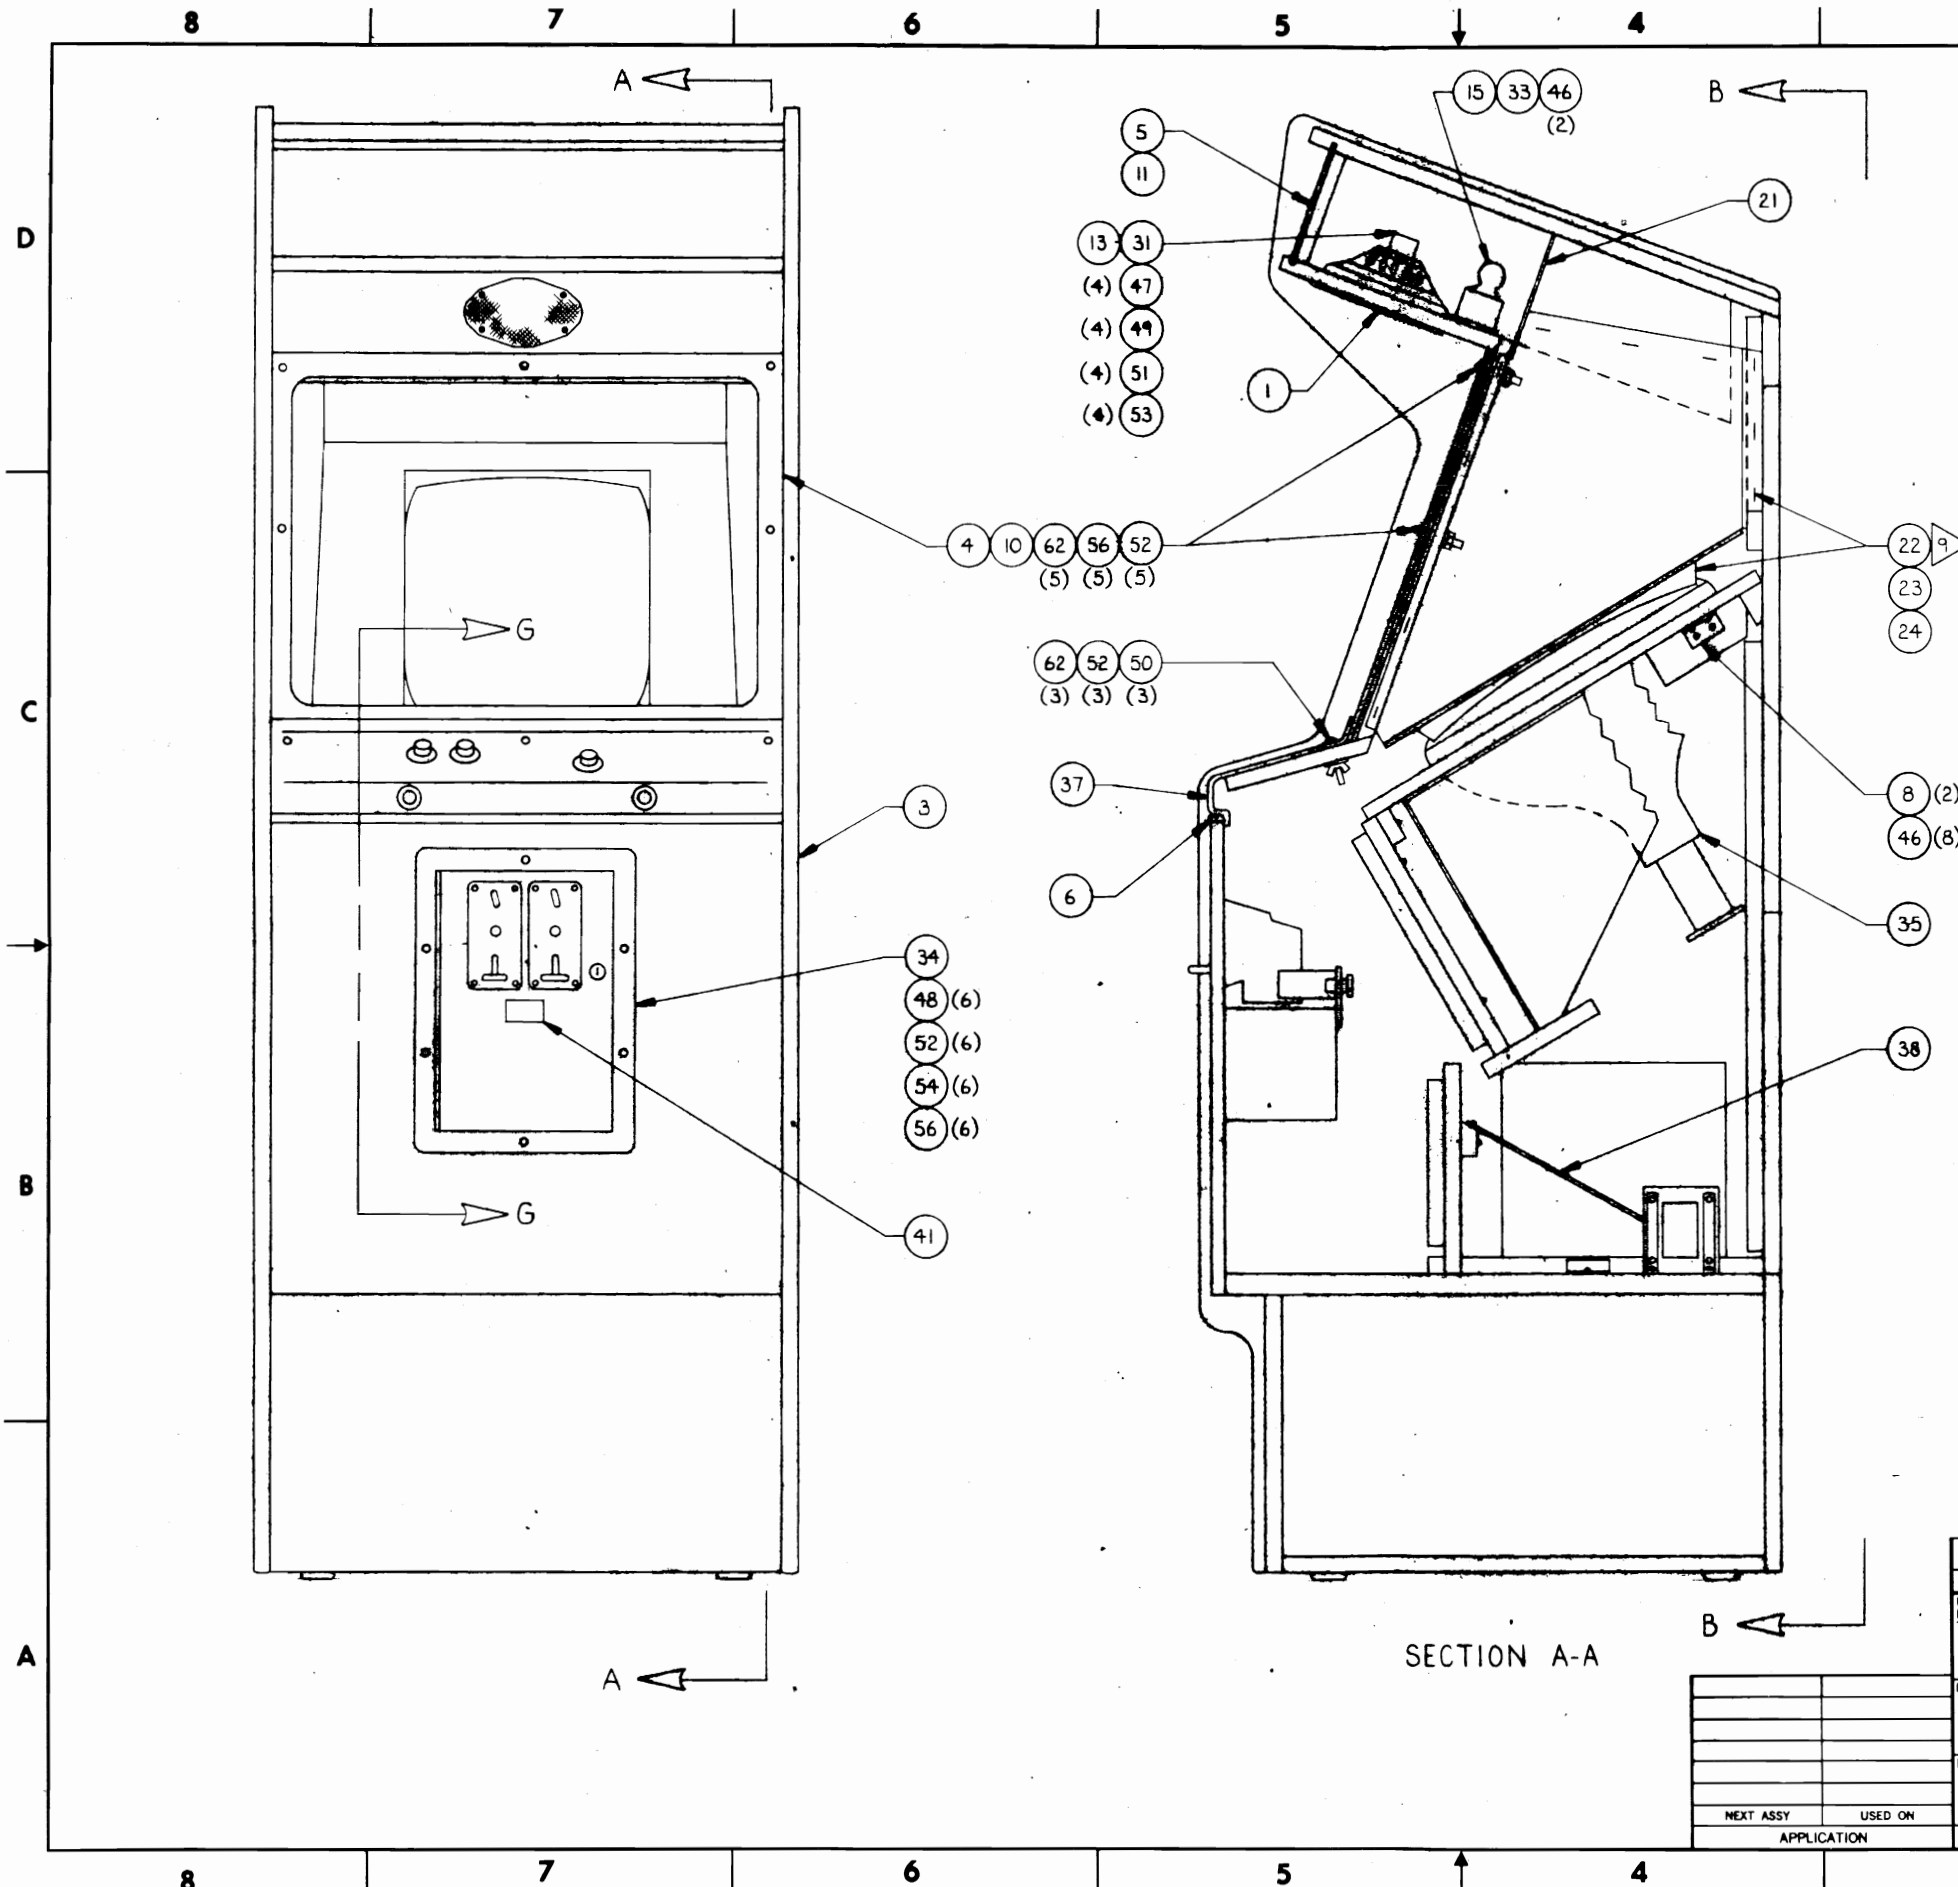 8 7 6 5 4
A
B
15 33 46
(2)
5
11
21
D
13 31
(4) 47
(4) 49
(4) 51
(4) 53
1
4 10 62 56 52
(5) (5) (5)
22 9
23
24
G
62 52 50
(3) (3) (3)
C
37
8 (2)
46 (8)
3
6
35
34
48 (6)
52 (6)
54 (6)
56 (6)
38
B
G
41
B
SECTION A-A
A
A
NEXT ASSY USED ON
APPLICATION
8 7 6 5 4